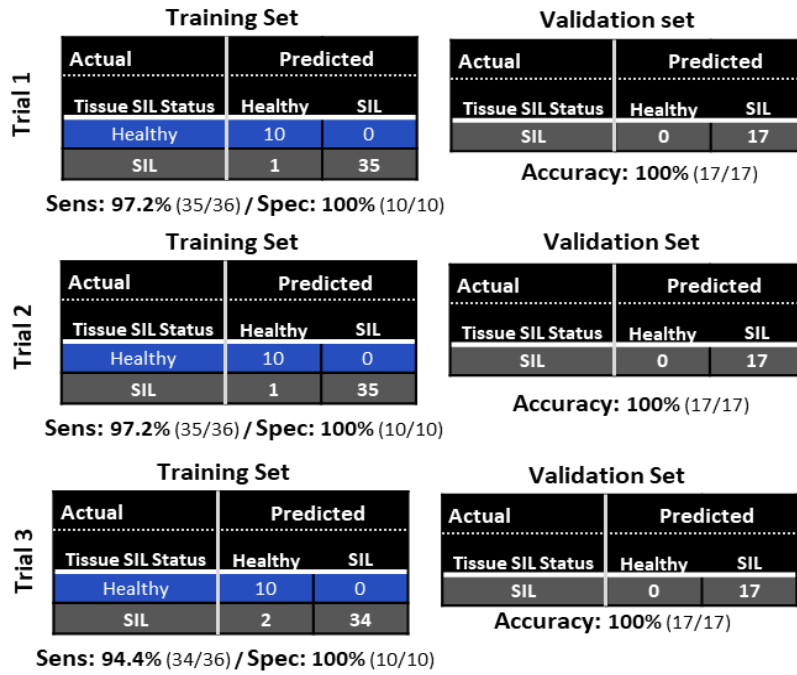 Trial 1
Training Set
Actual Predicted
Tissue SIL Status Healthy SIL
Healthy 10 0
SIL 1 35
Sens: 97.2% (35/36) / Spec: 100% (10/10)
Validation set
Actual Predicted
Tissue SIL Status Healthy SIL
SIL 0 17
Accuracy: 100% (17/17)
Trial 2
Training Set
Actual Predicted
Tissue SIL Status Healthy SIL
Healthy 10 0
SIL 1 35
Sens: 97.2% (35/36) / Spec: 100% (10/10)
Validation Set
Actual Predicted
Tissue SIL Status Healthy SIL
SIL 0 17
Accuracy: 100% (17/17)
Trial 3
Training Set
Actual Predicted
Tissue SIL Status Healthy SIL
Healthy 10 0
SIL 2 34
Sens: 94.4% (34/36) / Spec: 100% (10/10)
Validation Set
Actual Predicted
Tissue SIL Status Healthy SIL
SIL 0 17
Accuracy: 100% (17/17)